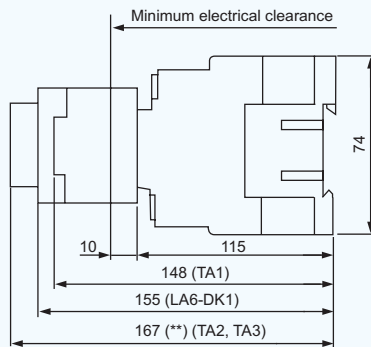 Minimum electrical clearance
74
10
115
148 (TA1)
155 (LA6-DK1)
167 (**) (TA2, TA3)